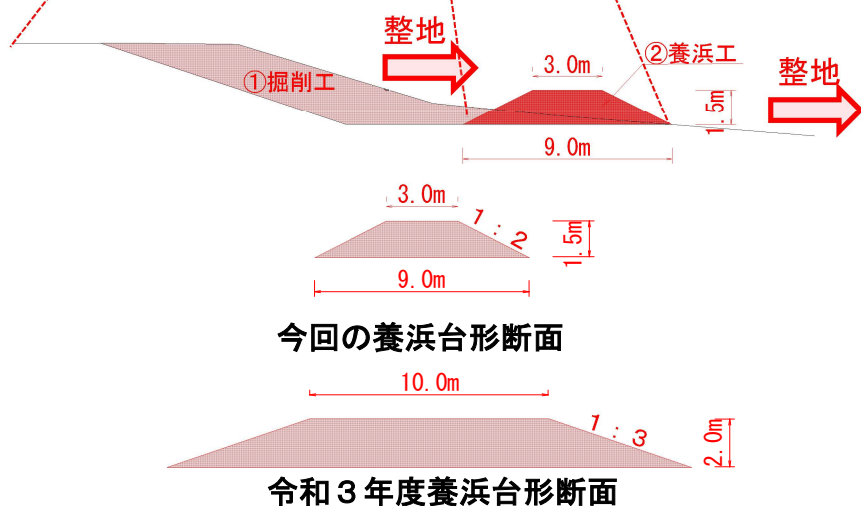 整地
3.0m
②養浜工
整地
①掘削工
1.5m
9.0m
3.0m
1:2
1.5m
9.0m
今回の養浜台形断面
10.0m
1:3
2.0m
令和3年度養浜台形断面